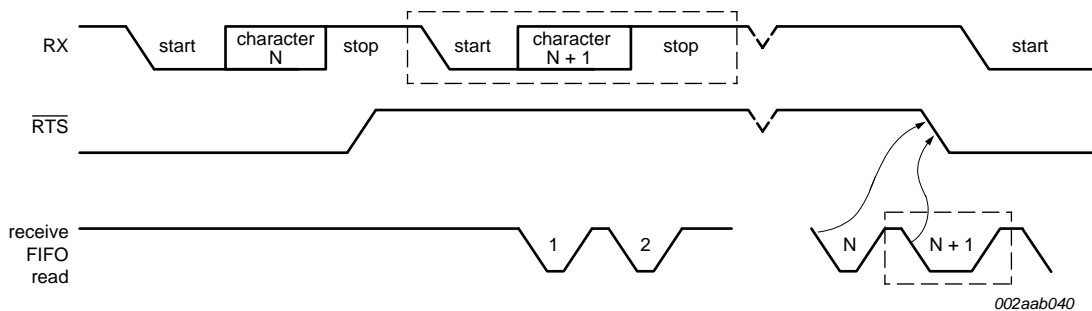 RX
start
character
N
stop
start
character
N + 1
stop
start
RTS
receive
FIFO
read
1
2
N
N + 1
002aab040